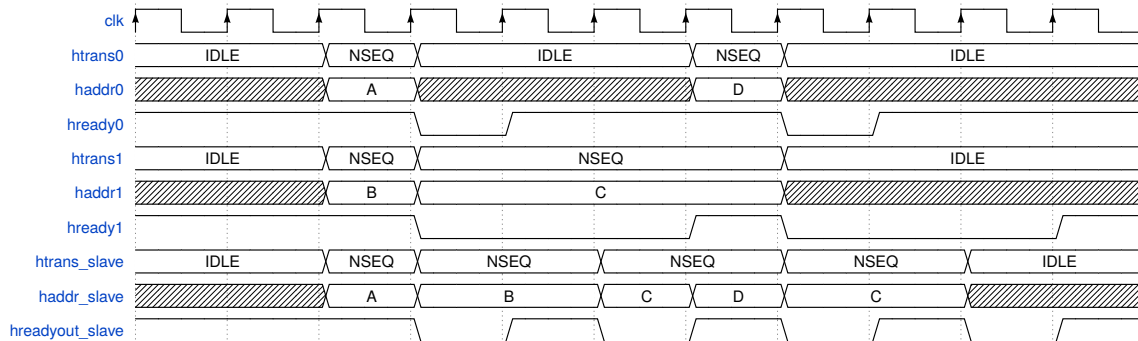 clk
htrans0 IDLE NSEQ IDLE NSEQ IDLE
haddr0 A D
hready0
htrans1 IDLE NSEQ NSEQ IDLE
haddr1 B C
hready1
htrans_slave IDLE NSEQ NSEQ NSEQ NSEQ IDLE
haddr_slave A B C D C
hreadyout_slave